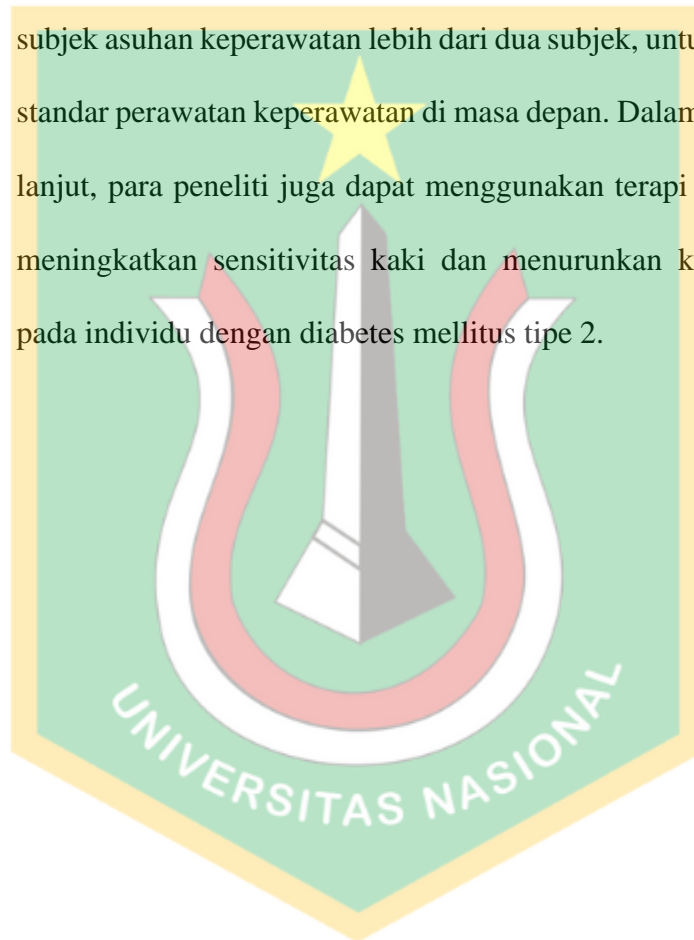 subjek asuhan keperawatan lebih dari dua subjek,
standar perawatan keperawatan di masa depan. Dalam
lanjut, para peneliti juga dapat menggunakan terapi
meningkatkan sensitivitas kaki dan menurunkan
pada individu dengan diabetes mellitus tipe 2.
UNIVERSITAS NASIONAL